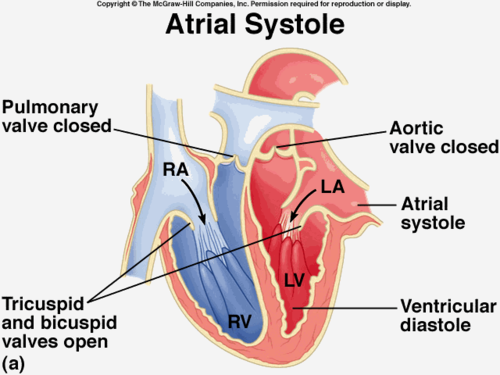 Copyright © The McGraw-Hill Companies, Inc. Permission required for reproduction or display.
Atrial Systole
Pulmonary
valve closed
Aortic
valve closed
RA
LA
Atrial
systole
LV
RV
Tricuspid
and bicuspid
valves open
Ventricular
diastole
(a)